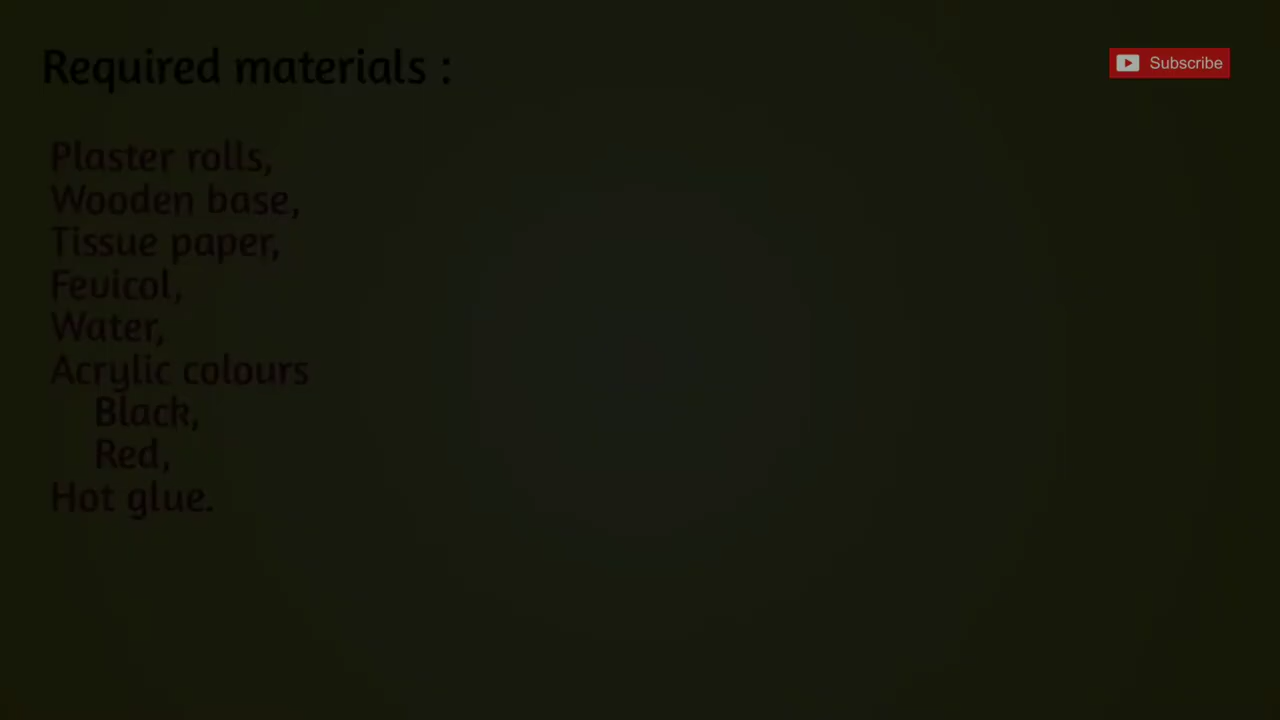 Required materials :
Subscribe
Plaster rolls,
Wooden base,
Tissue paper,
Fevicol,
Water,
Acrylic colours
Black,
Red,
Hot glue.